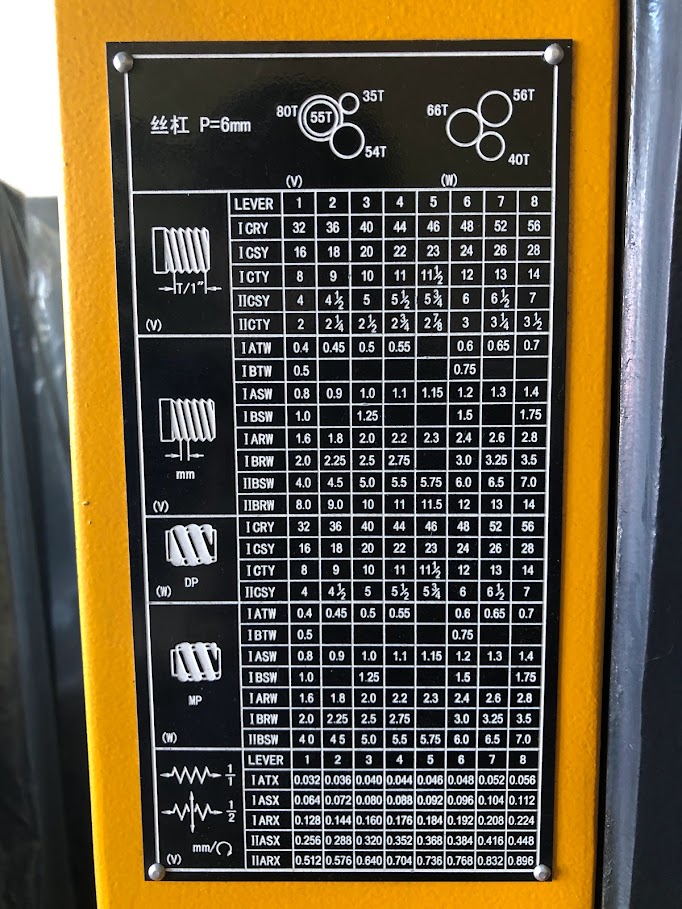 丝杠 P=6mm 80T 55T 35T 54T 66T 56T 40T
(V) (W)
LEVER 1 2 3 4 5 6 7 8
ⅠCRY 32 36 40 44 46 48 52 56
ⅠCSY 16 18 20 22 23 24 26 28
ⅠCTY 8 9 10 11 11½ 12 13 14
T/1"
ⅡCSY 4 4½ 5 5½ 5¾ 6 6½ 7
(V) ⅡCTY 2 2¼ 2½ 2¾ 2⅞ 3 3¼ 3½
ⅠATW 0.4 0.45 0.5 0.55 0.6 0.65 0.7
ⅠBTW 0.5 0.75
ⅠASW 0.8 0.9 1.0 1.1 1.15 1.2 1.3 1.4
ⅠBSW 1.0 1.25 1.5 1.75
ⅠARW 1.6 1.8 2.0 2.2 2.3 2.4 2.6 2.8
ⅠBRW 2.0 2.25 2.5 2.75 3.0 3.25 3.5
mm
ⅡBSW 4.0 4.5 5.0 5.5 5.75 6.0 6.5 7.0
(V) ⅡBRW 8.0 9.0 10 11 11.5 12 13 14
ⅠCRY 32 36 40 44 46 48 52 56
ⅠCSY 16 18 20 22 23 24 26 28
DP ⅠCTY 8 9 10 11 11½ 12 13 14
(W) ⅡCSY 4 4½ 5 5½ 5¾ 6 6½ 7
ⅠATW 0.4 0.45 0.5 0.55 0.6 0.65 0.7
ⅠBTW 0.5 0.75
ⅠASW 0.8 0.9 1.0 1.1 1.15 1.2 1.3 1.4
ⅠBSW 1.0 1.25 1.5 1.75
MP ⅠARW 1.6 1.8 2.0 2.2 2.3 2.4 2.6 2.8
ⅠBRW 2.0 2.25 2.5 2.75 3.0 3.25 3.5
(W) ⅡBSW 4 0 4 5 5.0 5.5 5.75 6.0 6.5 7.0
LEVER 1 2 3 4 5 6 7 8
1/1 ⅠATX 0.032 0.036 0.040 0.044 0.046 0.048 0.052 0.056
ⅠASX 0.064 0.072 0.080 0.088 0.092 0.096 0.104 0.112
1/2 ⅠARX 0.128 0.144 0.160 0.176 0.184 0.192 0.208 0.224
mm/ ⅡASX 0.256 0 288 0 320 0.352 0.368 0.384 0.416 0.448
(V) ⅡARX 0.512 0.576 0.640 0.704 0.736 0.768 0.832 0.896